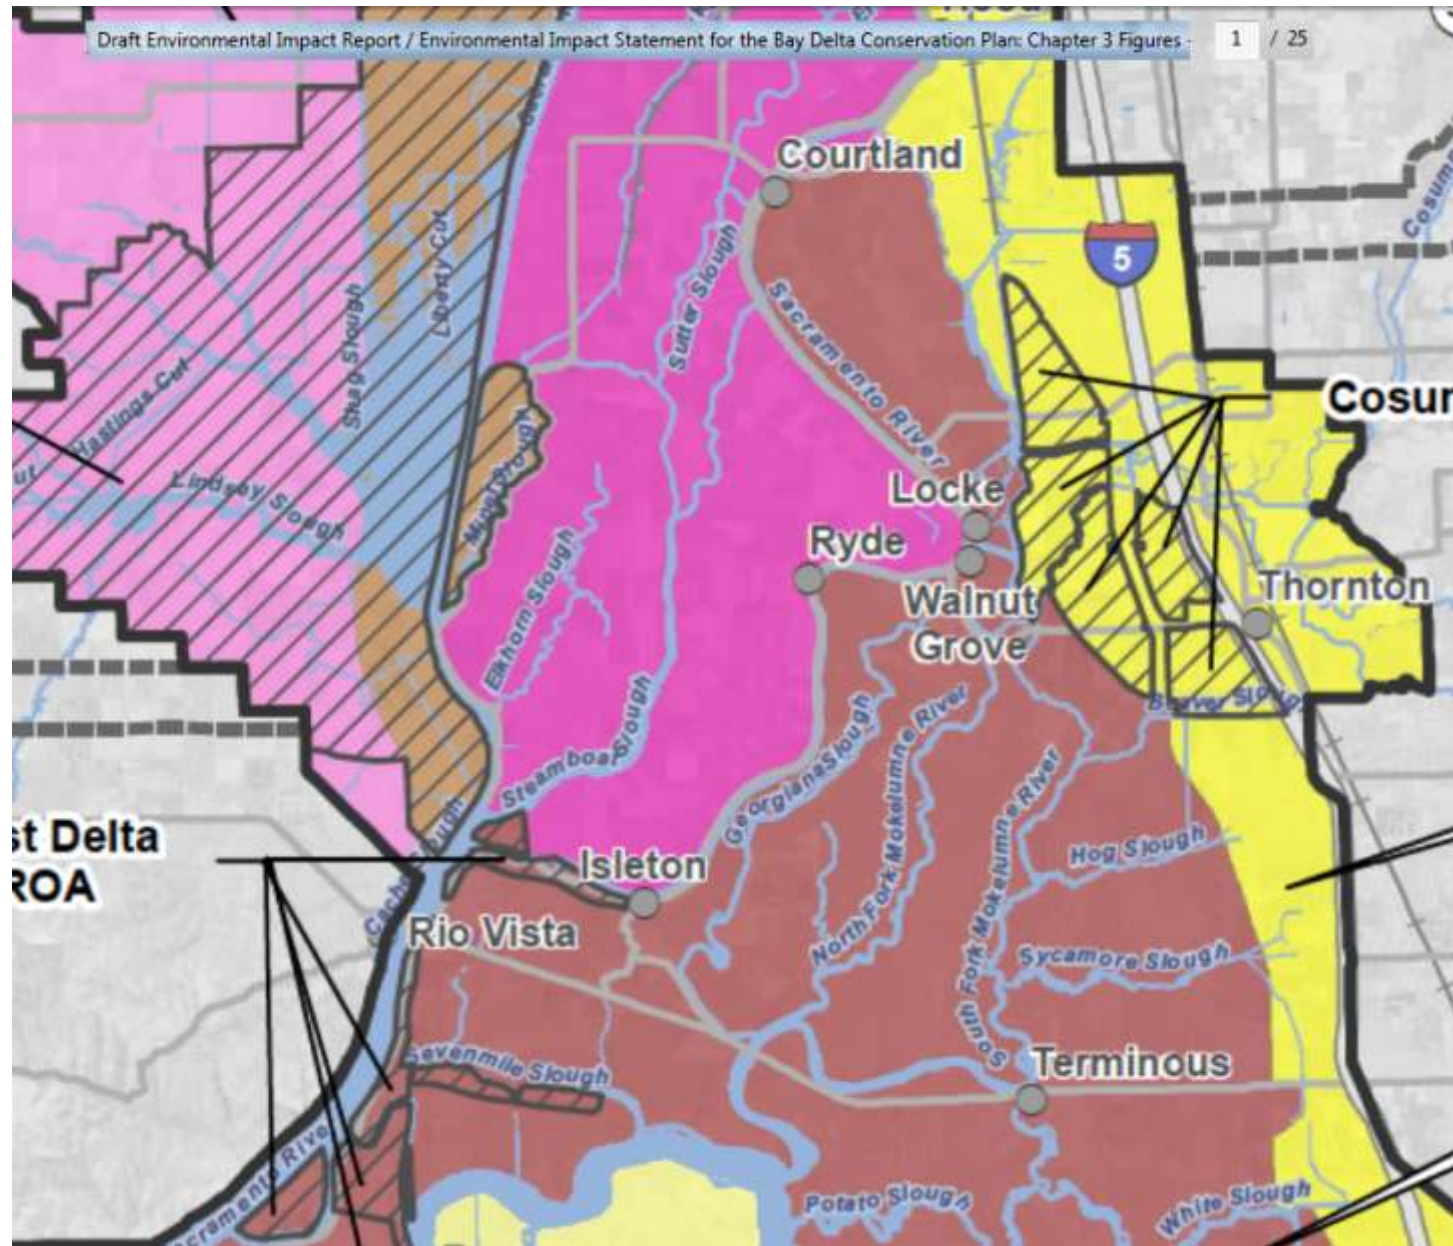 Draft Environmental Impact Report / Environmental Impact Statement for the Bay Delta Conservation Plan: Chapter 3 Figures -
1 / 25
Courtland
5
Sutter Slough
Liberty Cut
Shag Slough
Sacramento River
Hastings Cut
ut
Lindsey Slough
Cosum
Cosur
Locke
Ryde
Walnut
Grove
Thornton
Elkhorn Slough
Beaver Slough
Steamboat Slough
Georgiana Slough
North Fork Mokelumne River
South Fork Mokelumne River
Hog Slough
st Delta
ROA
Isleton
Cache Slough
Rio Vista
Sycamore Slough
Sevenmile Slough
Terminous
Sacramento River
Potato Slough
White Slough